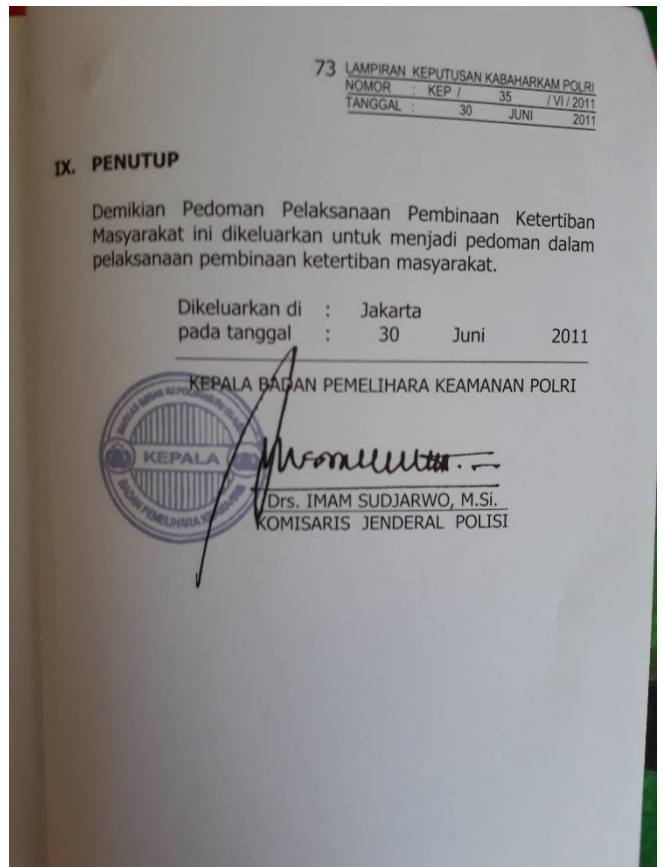 73 LAMPIRAN KEPUTUSAN KABAHARKAM POLRI
NOMOR : KEP / 35 / VI / 2011
TANGGAL : 30 JUNI 2011
IX. PENUTUP
Demikian Pedoman Pelaksanaan Pembinaan Ketertiban
Masyarakat ini dikeluarkan untuk menjadi pedoman dalam
pelaksanaan pembinaan ketertiban masyarakat.
Dikeluarkan di : Jakarta
pada tanggal : 30 Juni 2011
KEPALA BADAN PEMELIHARA KEAMANAN POLRI
KEPALA
BADAN PEMELIHARA
Drs. IMAM SUDJARWO, M.Si.
KOMISARIS JENDERAL POLISI